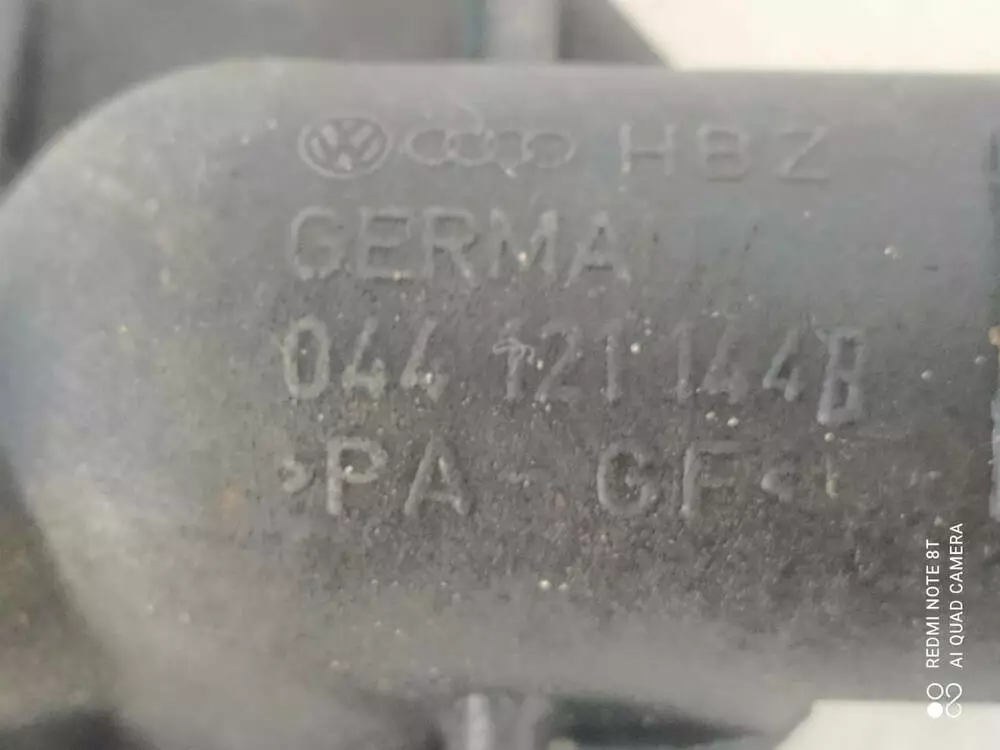 HBZ
GERMA
044 121 144B
>PA-GF<
REDMI NOTE 8T
AI QUAD CAMERA